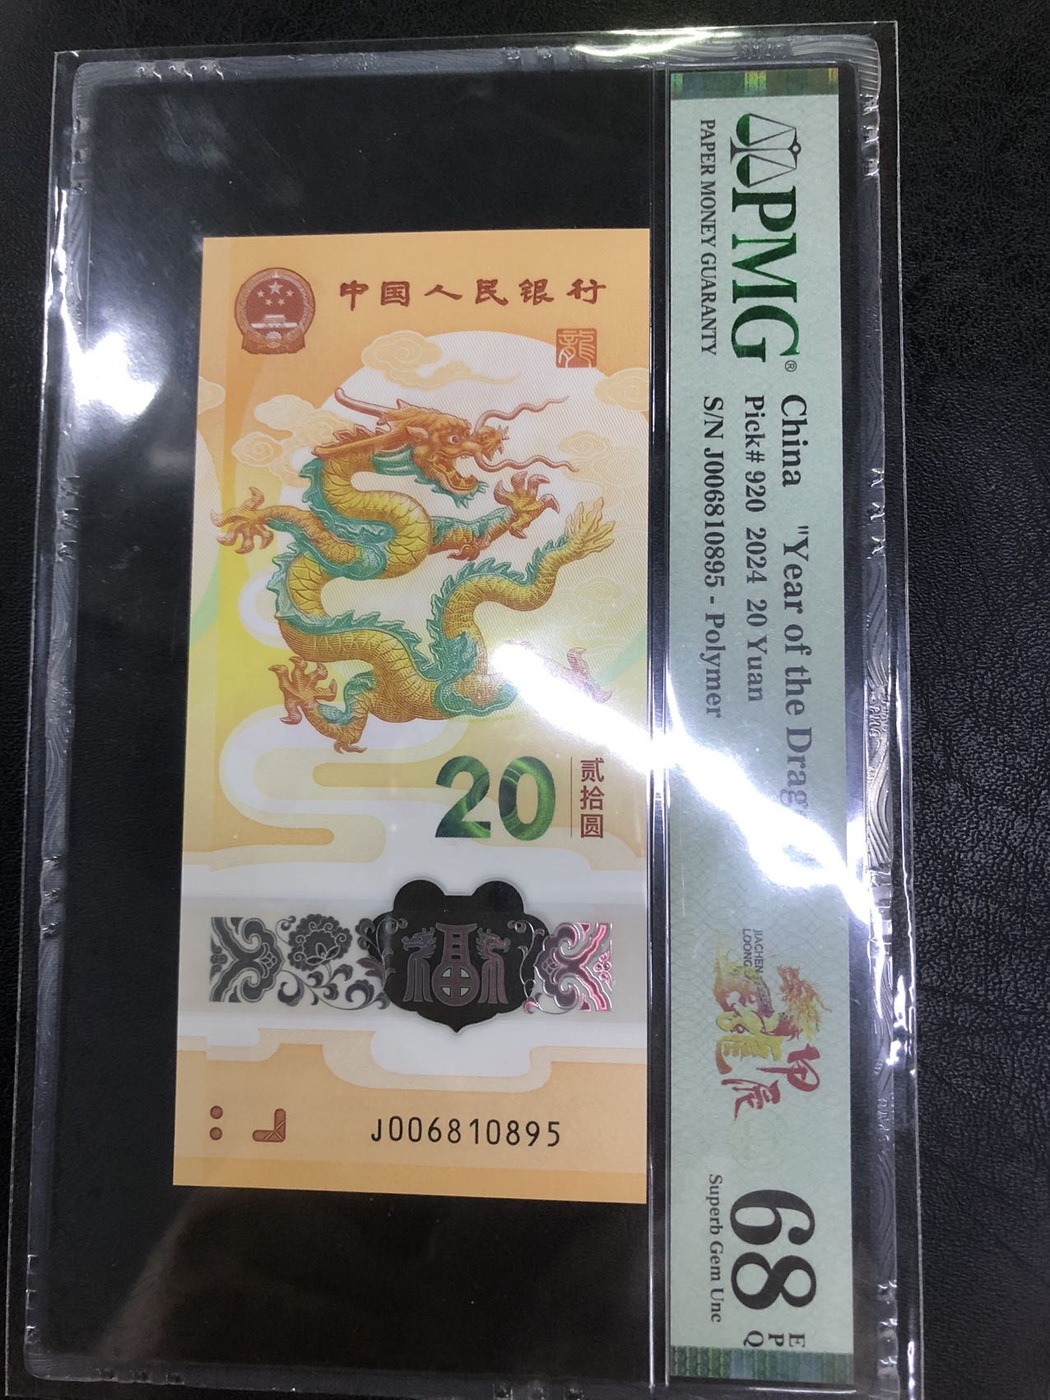 中国人民银行
龍
20
贰拾圆
J006810895
PMG®
PAPER MONEY GUARANTY
China "Year of the Drag
Pick# 920 2024 20 Yuan
S/N J006810895 - Polymer
JIACHEN
LOONG
甲辰
68
EPQ
Superb Gem Unc